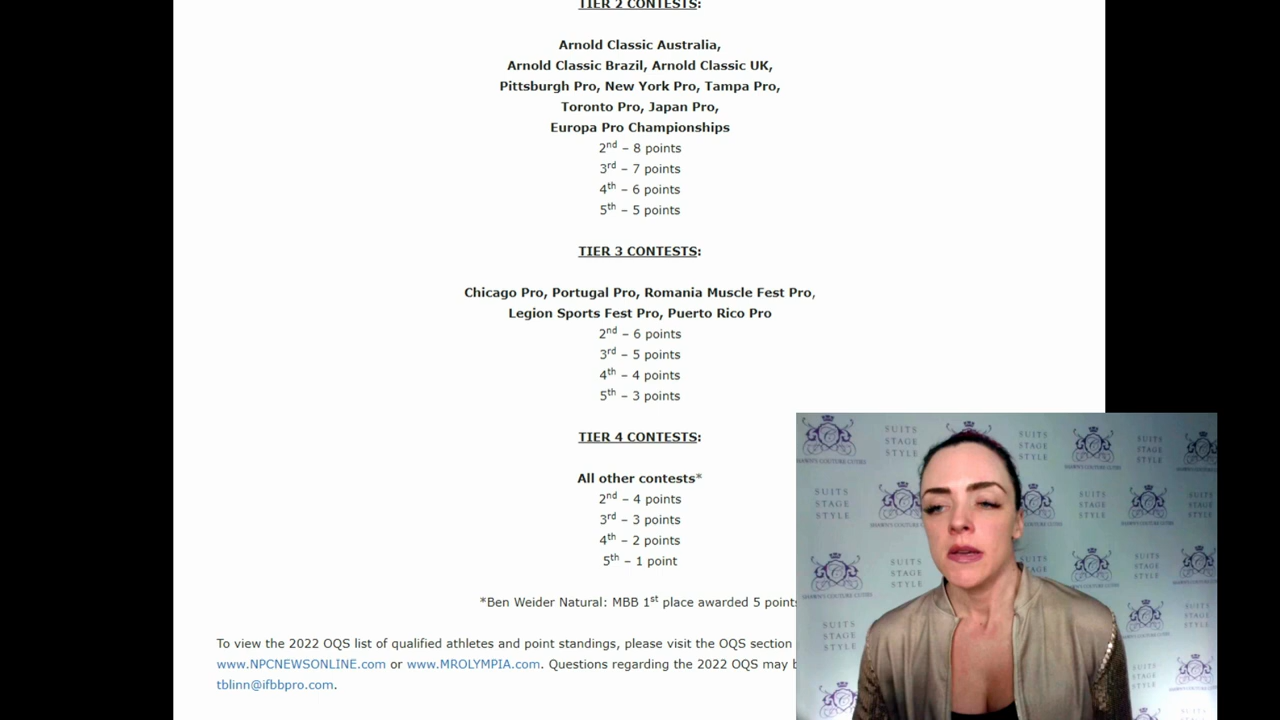 TIER 2 CONTESTS:
Arnold Classic Australia,
Arnold Classic Brazil, Arnold Classic UK,
Pittsburgh Pro, New York Pro, Tampa Pro,
Toronto Pro, Japan Pro,
Europa Pro Championships
2nd – 8 points
3rd – 7 points
4th – 6 points
5th – 5 points
TIER 3 CONTESTS:
Chicago Pro, Portugal Pro, Romania Muscle Fest Pro,
Legion Sports Fest Pro, Puerto Rico Pro
2nd – 6 points
3rd – 5 points
4th – 4 points
5th – 3 points
TIER 4 CONTESTS:
All other contests*
2nd – 4 points
3rd – 3 points
4th – 2 points
5th – 1 point
*Ben Weider Natural: MBB 1st place awarded 5 points
To view the 2022 OQS list of qualified athletes and point standings, please visit the OQS section
www.NPCNEWSONLINE.com or www.MROLYMPIA.com. Questions regarding the 2022 OQS may b
tblinn@ifbbpro.com.
SUITS
STAGE
STYLE